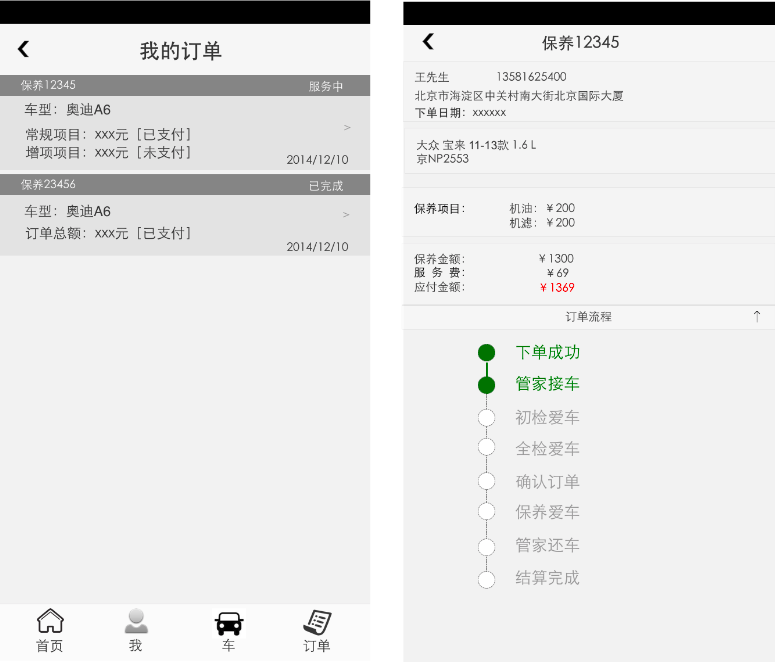 我的订单
保养12345 服务中
车型：奥迪A6
常规项目：xxx元［已支付］
>
增项项目：xxx元［未支付］
2014/12/10
保养23456 已完成
车型：奥迪A6
>
订单总额：xxx元［已支付］
2014/12/10
首页 我 车 订单
保养12345
王先生 13581625400
北京市海淀区中关村南大街北京国际大厦
下单日期：xxxxxx
大众 宝来 11-13款 1.6 L
京NP2553
保养项目： 机油：￥200
机滤：￥200
保养金额： ￥1300
服 务 费： ￥69
应付金额： ￥1369
订单流程 ↑
下单成功
管家接车
初检爱车
全检爱车
确认订单
保养爱车
管家还车
结算完成